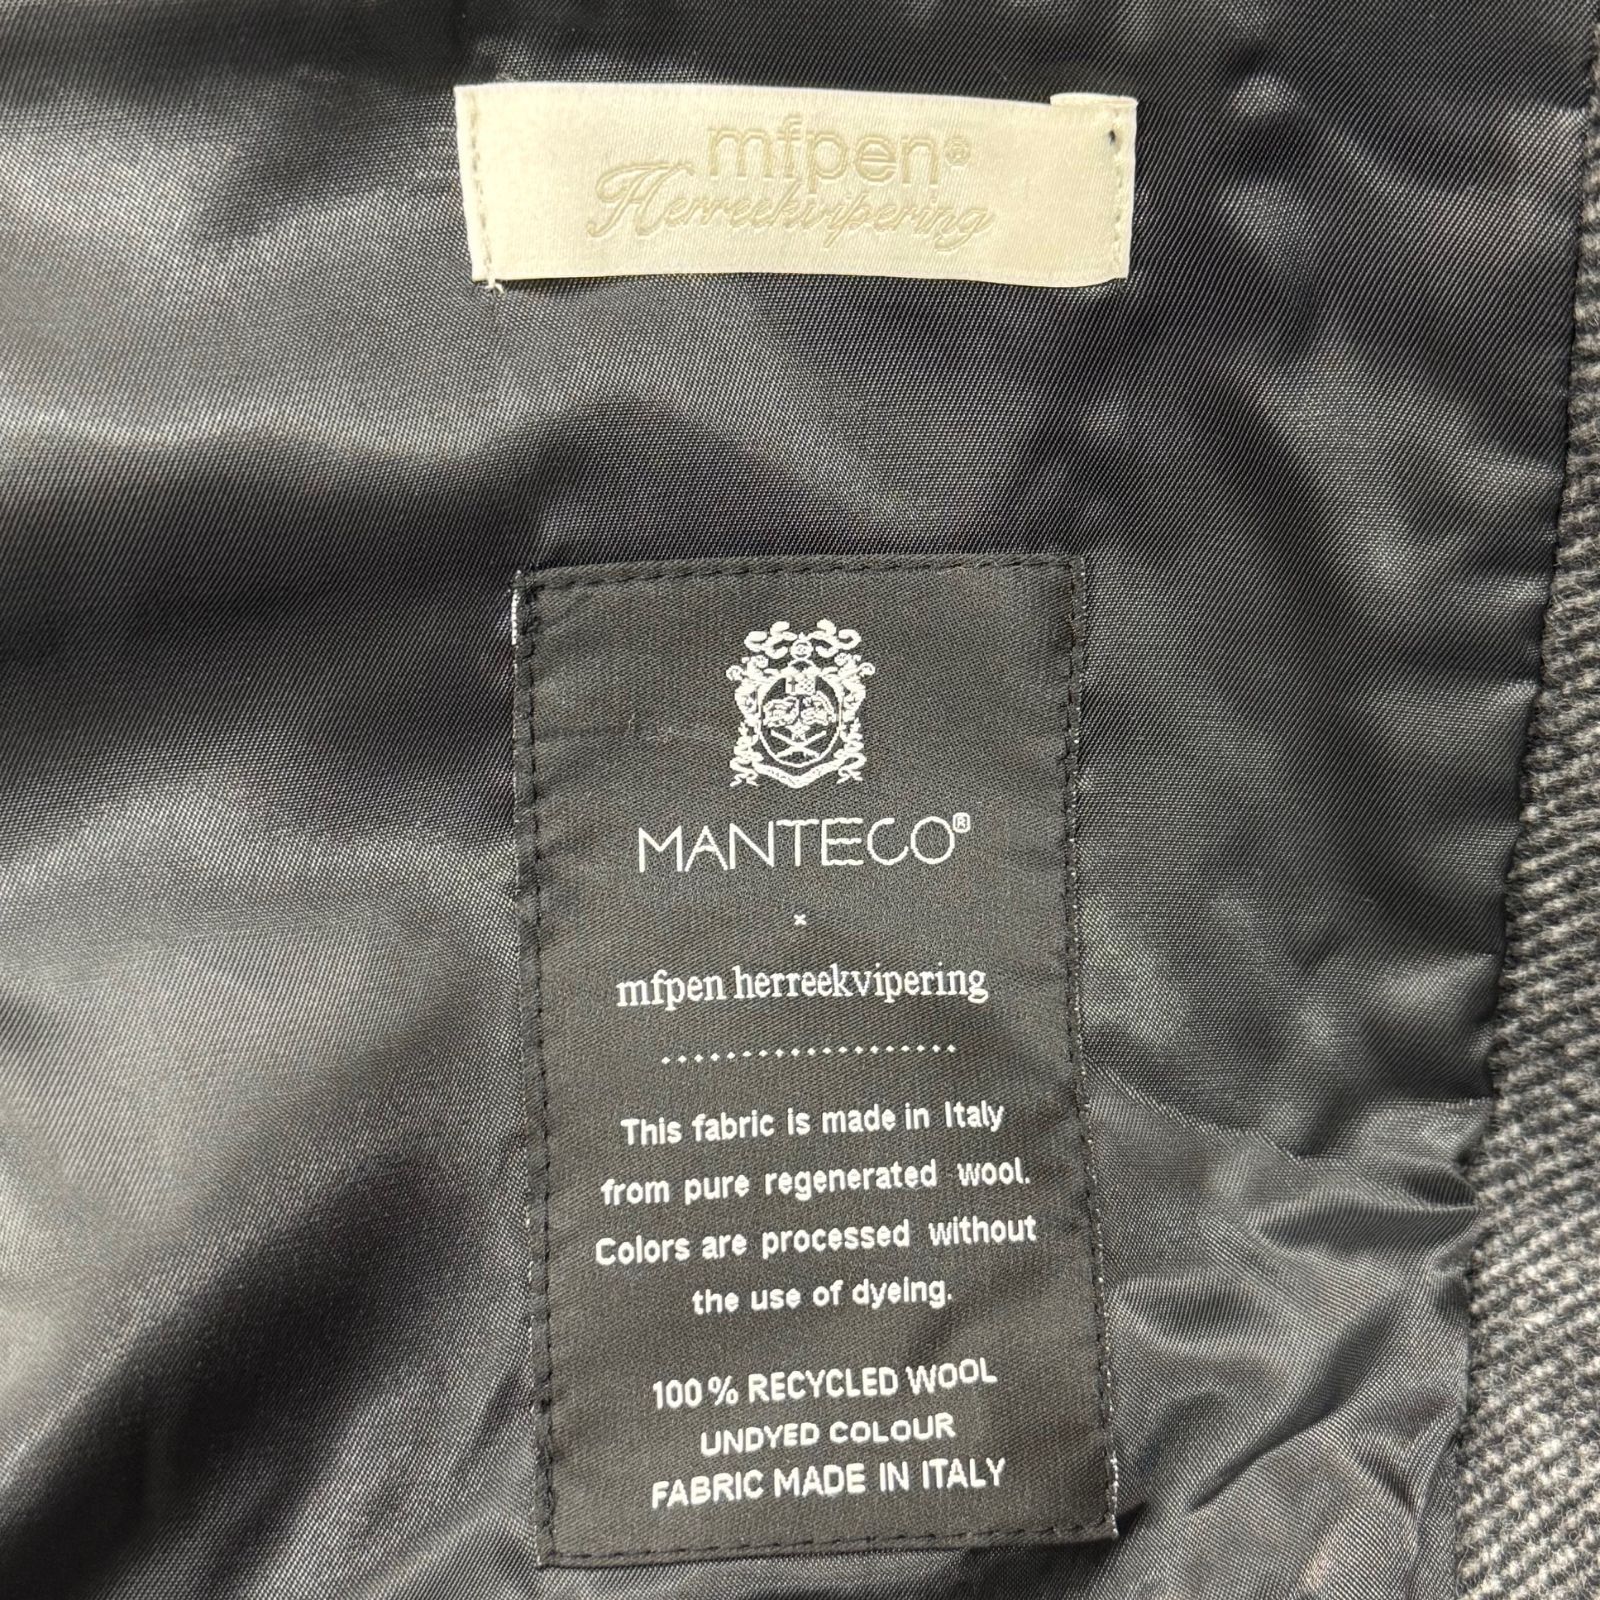 mfpen®
Herreekvipering
MANTECO®
×
mfpen herreekvipering
....................
This fabric is made in Italy
from pure regenerated wool.
Colors are processed without
the use of dyeing.
100 % RECYCLED WOOL
UNDYED COLOUR
FABRIC MADE IN ITALY